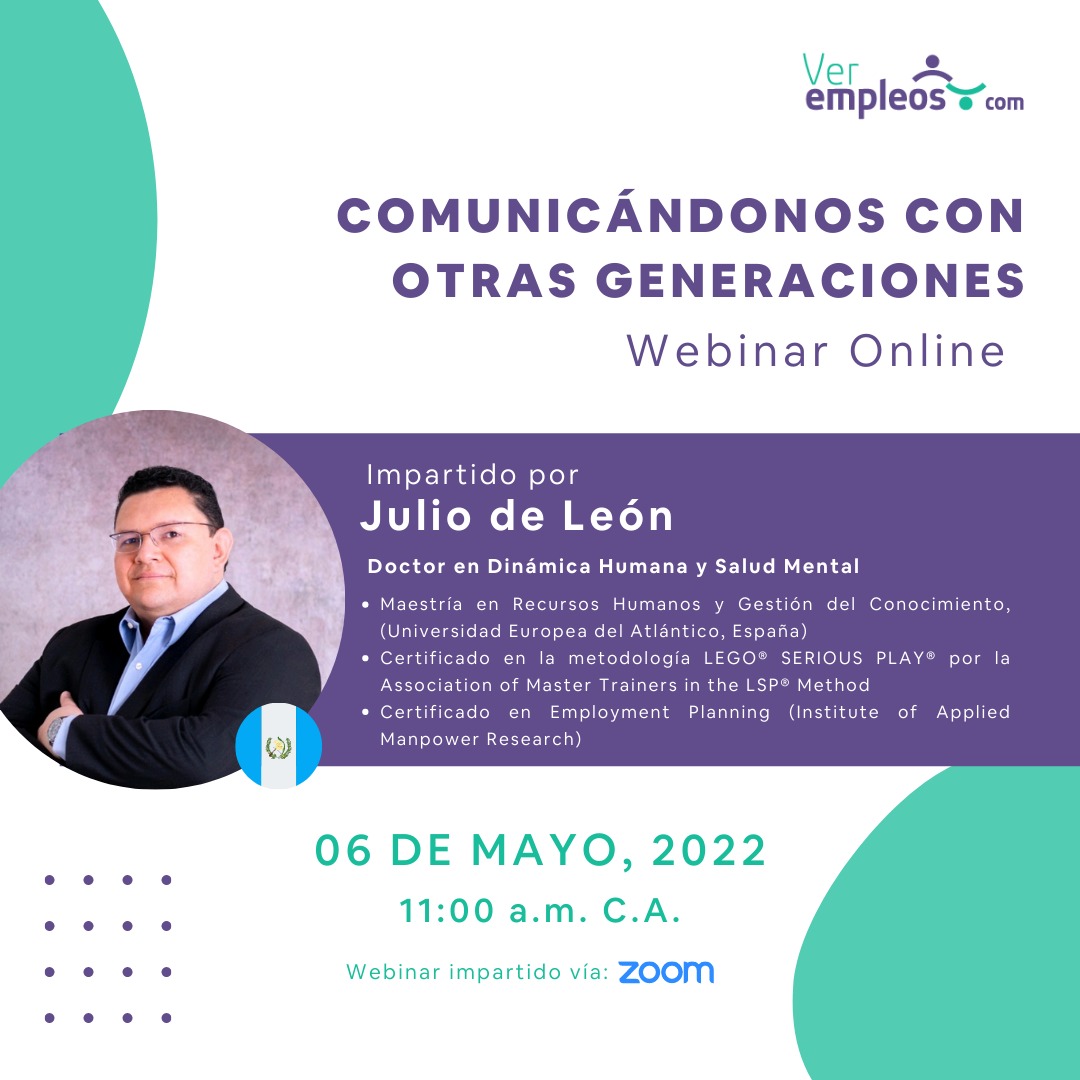 Ver
empleos com
COMUNICÁNDONOS CON
OTRAS GENERACIONES
Webinar Online
Impartido por
Julio de León
Doctor en Dinámica Humana y Salud Mental
• Maestría en Recursos Humanos y Gestión del Conocimiento,
(Universidad Europea del Atlántico, España)
• Certificado en la metodología LEGO® SERIOUS PLAY® por la
Association of Master Trainers in the LSP® Method
• Certificado en Employment Planning (Institute of Applied
Manpower Research)
06 DE MAYO, 2022
11:00 a.m. C.A.
Webinar impartido vía: zoom